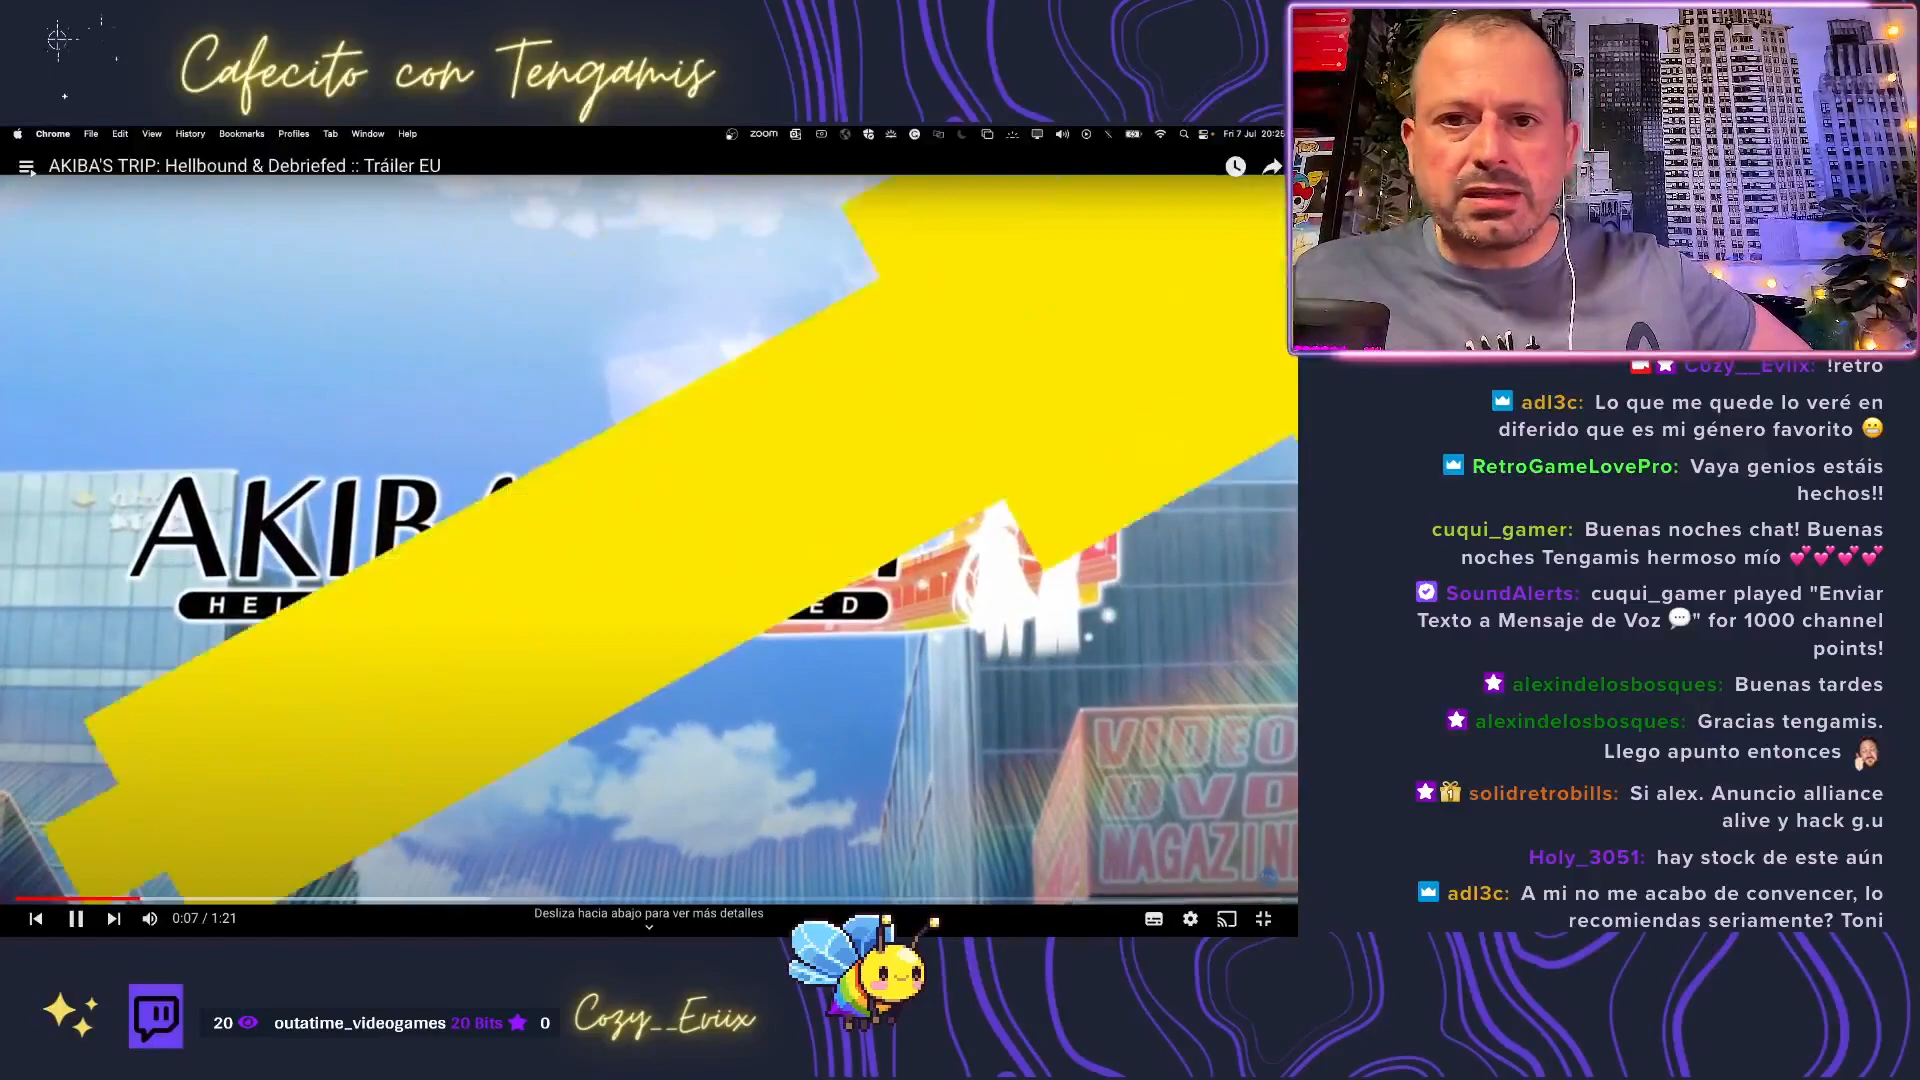 Cafecito con Tengamis
Chrome File Edit View History Bookmarks Profiles Tab Window Help zoom Fri 7 Jul 20:25
AKIBA'S TRIP: Hellbound & Debriefed :: Tráiler EU
AKIBA
HEL
ED
VIDEO
DVD
MAGAZIN
0:07 / 1:21
Desliza hacia abajo para ver más detalles
Cozy__Eviix: !retro
adl3c: Lo que me quede lo veré en
diferido que es mi género favorito 😬
RetroGameLovePro: Vaya genios estáis
hechos!!
cuqui_gamer: Buenas noches chat! Buenas
noches Tengamis hermoso mío 💕💕💕💕
SoundAlerts: cuqui_gamer played "Enviar
Texto a Mensaje de Voz 💬" for 1000 channel
points!
alexindelosbosques: Buenas tardes
alexindelosbosques: Gracias tengamis.
Llego apunto entonces
solidretrobills: Si alex. Anuncio alliance
alive y hack g.u
Holy_3051: hay stock de este aún
adl3c: A mi no me acabo de convencer, lo
recomiendas seriamente? Toni
20 outatime_videogames 20 Bits 0
Cozy__Eviix